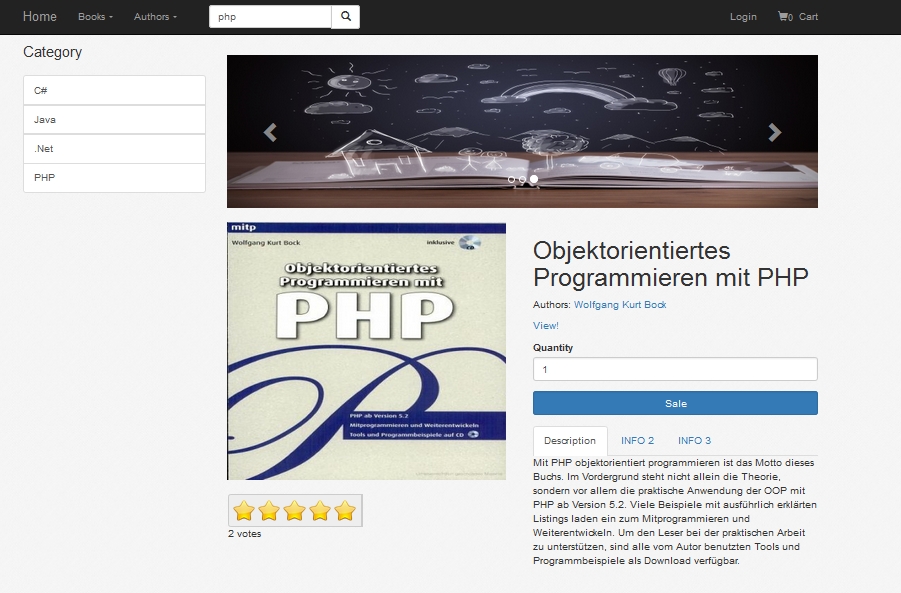 Home
Books
Authors
php
Login
0 Cart
Category
C#
Java
.Net
PHP
mitp
Wolfgang Kurt Bock
inklusive
Objektorientiertes
Programmieren mit
PHP
PHP ab Version 5.2
Mitprogrammieren und Weiterentwickeln
Tools und Programmbeispiele auf CD
2 votes
Objektorientiertes
Programmieren mit PHP
Authors: Wolfgang Kurt Bock
View!
Quantity
1
Sale
Description INFO 2 INFO 3
Mit PHP objektorientiert programmieren ist das Motto dieses
Buchs. Im Vordergrund steht nicht allein die Theorie,
sondern vor allem die praktische Anwendung der OOP mit
PHP ab Version 5.2. Viele Beispiele mit ausführlich erklärten
Listings laden ein zum Mitprogrammieren und
Weiterentwickeln. Um den Leser bei der praktischen Arbeit
zu unterstützen, sind alle vom Autor benutzten Tools und
Programmbeispiele als Download verfügbar.